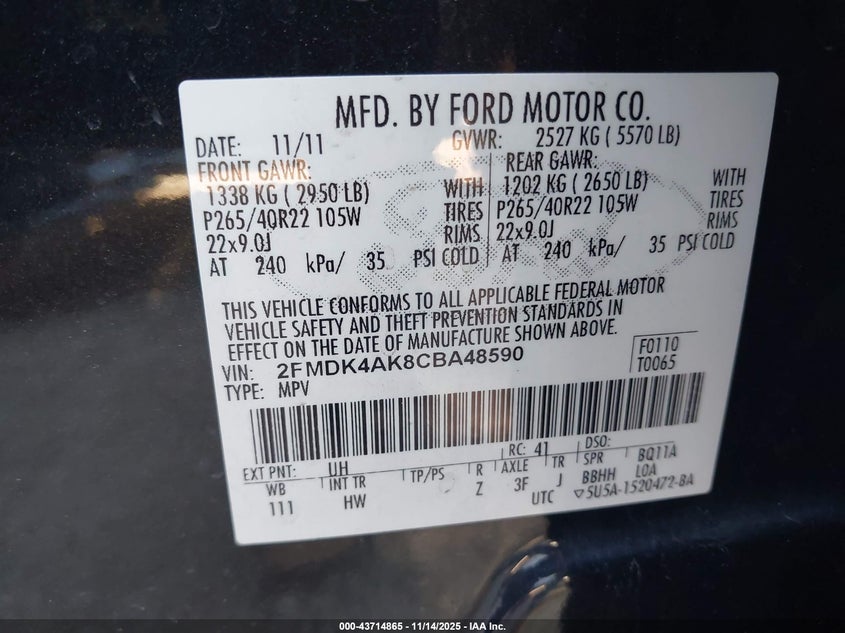 MFD. BY FORD MOTOR CO.
DATE: 11/11 GVWR: 2527 KG ( 5570 LB)
FRONT GAWR: REAR GAWR:
1338 KG ( 2950 LB) WITH 1202 KG ( 2650 LB) WITH
P265/40R22 105W TIRES P265/40R22 105W TIRES
22x9.0J RIMS 22x9.0J RIMS
AT 240 kPa/ 35 PSI COLD AT 240 kPa/ 35 PSI COLD
THIS VEHICLE CONFORMS TO ALL APPLICABLE FEDERAL MOTOR
VEHICLE SAFETY AND THEFT PREVENTION STANDARDS IN
EFFECT ON THE DATE OF MANUFACTURE SHOWN ABOVE.
VIN: 2FMDK4AK8CBA48590 F0110
TYPE: MPV T0065
EXT PNT: UH RC: 41 DSO:
WB INT TR TP/PS R AXLE TR SPR BQ11A
111 HW Z 3F J BBHH LOA
UTC ▽5U5A-1520472-BA
000-43714865 - 11/14/2025 - IAA Inc.